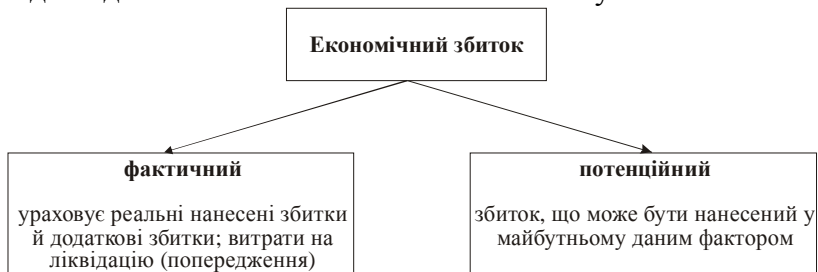 Економічний збиток
фактичний
ураховує реальні нанесені збитки
й додаткові збитки; витрати на
ліквідацію (попередження)
потенційний
збиток, що може бути нанесений у
майбутньому даним фактором